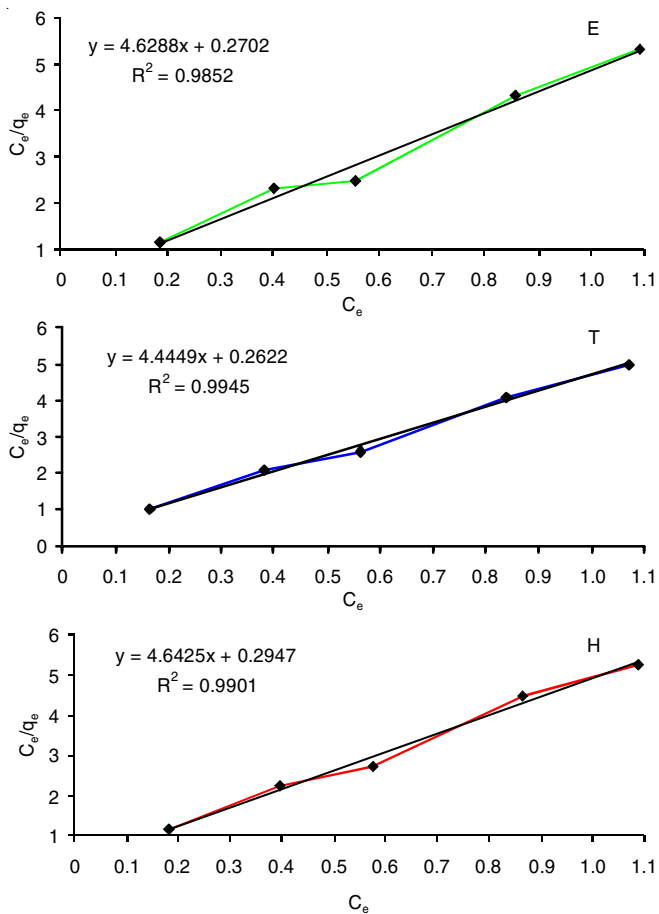 E
y = 4.6288x + 0.2702
R² = 0.9852
Cₑ/qₑ
6
5
4
3
2
1
0 0.1 0.2 0.3 0.4 0.5 0.6 0.7 0.8 0.9 1.0 1.1
Cₑ
T
y = 4.4449x + 0.2622
R² = 0.9945
Cₑ/qₑ
6
5
4
3
2
1
0
0 0.1 0.2 0.3 0.4 0.5 0.6 0.7 0.8 0.9 1.0 1.1
Cₑ
H
y = 4.6425x + 0.2947
R² = 0.9901
Cₑ/qₑ
6
5
4
3
2
1
0 0.1 0.2 0.3 0.4 0.5 0.6 0.7 0.8 0.9 1.0 1.1
Cₑ